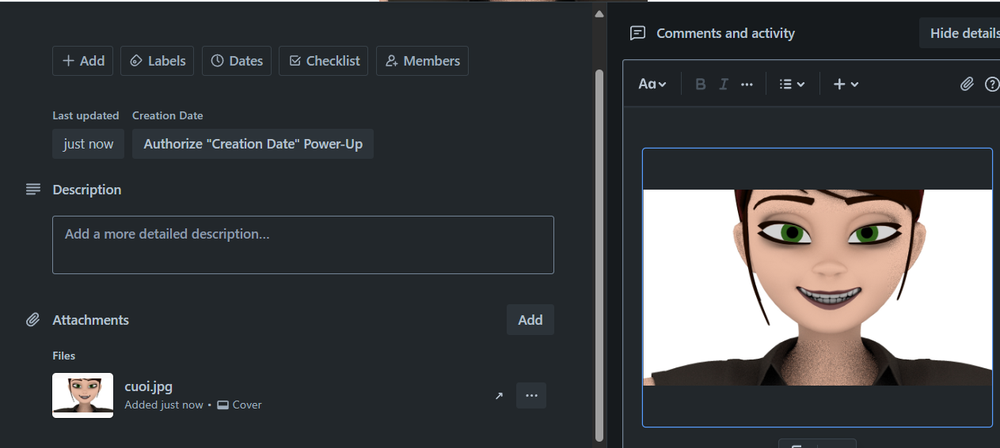 Add
Labels
Dates
Checklist
Members
Last updated
Creation Date
just now
Authorize "Creation Date" Power-Up
Description
Add a more detailed description...
Attachments
Add
Files
cuoi.jpg
Added just now • Cover
Comments and activity
Hide details
Aa
B
I